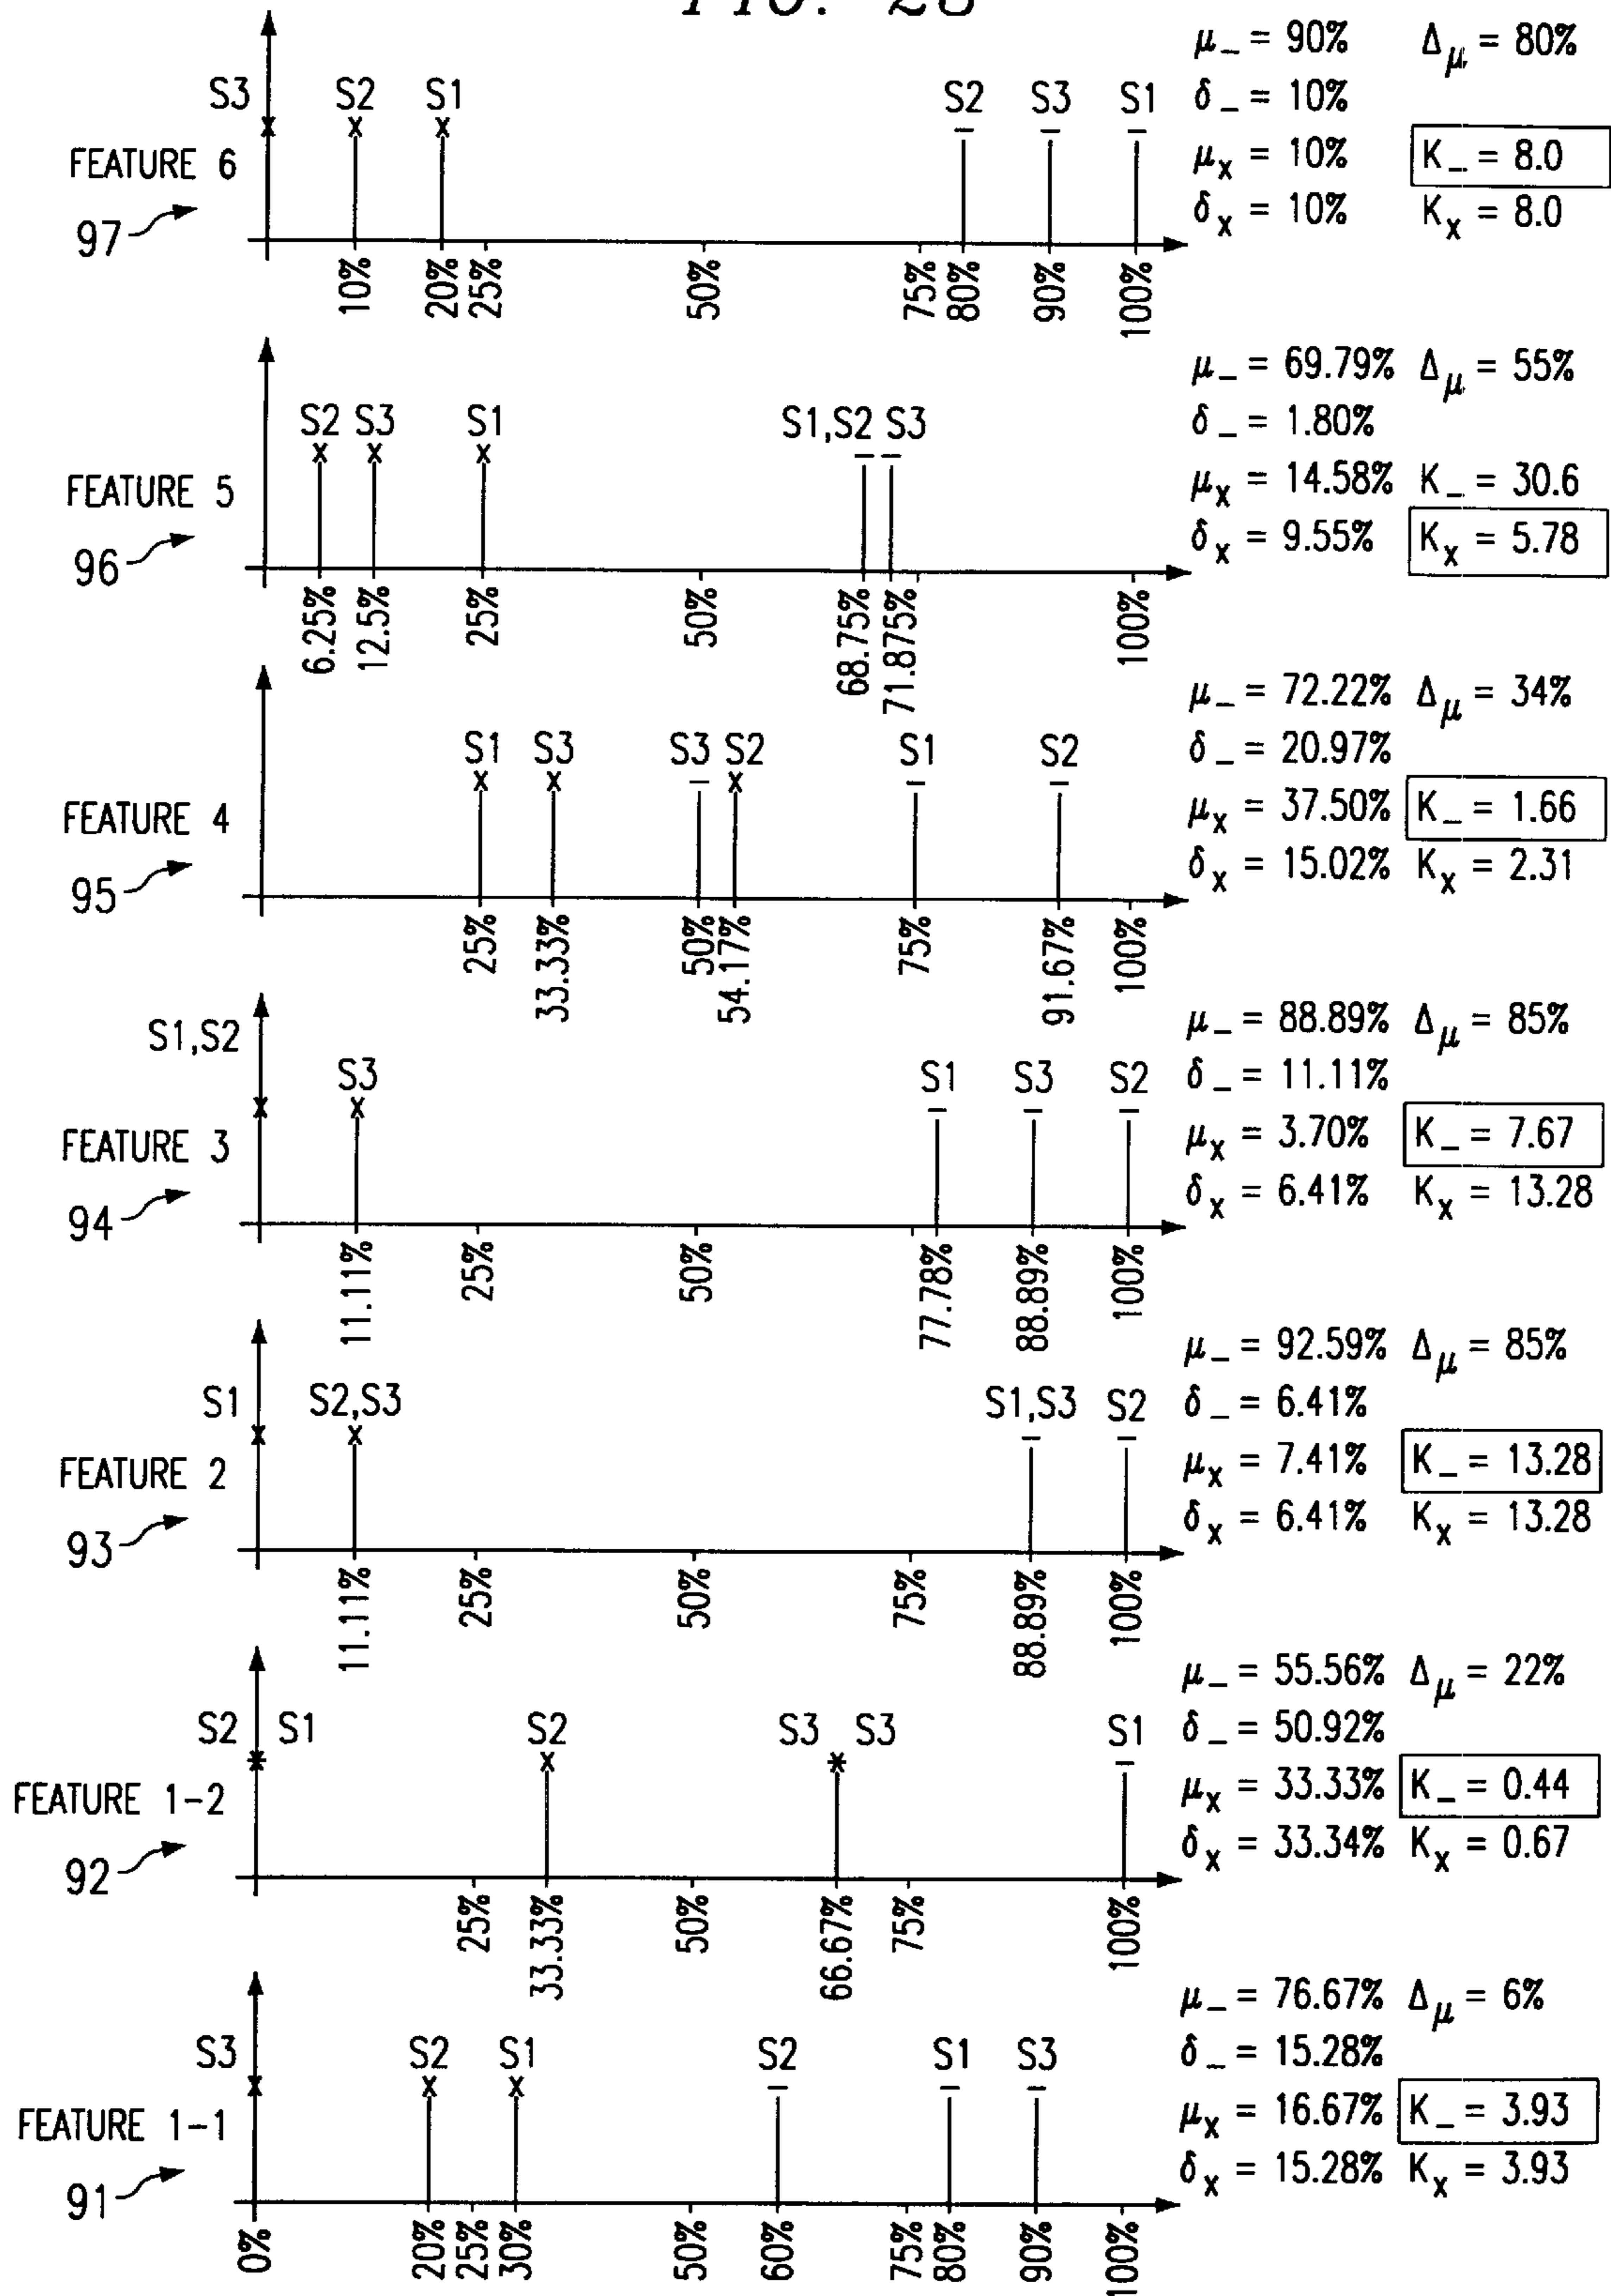 FIG. 28
S3 S2 S1 S2 S3 S1
FEATURE 6
97
10% 20% 25% 50% 75% 80% 90% 100%
μ_ = 90% Δμ = 80%
δ_ = 10%
μx = 10% K_ = 8.0
δx = 10% Kx = 8.0
S2 S3 S1 S1,S2 S3
FEATURE 5
96
6.25% 12.5% 25% 50% 68.75% 71.875% 100%
μ_ = 69.79% Δμ = 55%
δ_ = 1.80%
μx = 14.58% K_ = 30.6
δx = 9.55% Kx = 5.78
S1 S3 S3 S2 S1 S2
FEATURE 4
95
25% 33.33% 50% 54.17% 75% 91.67% 100%
μ_ = 72.22% Δμ = 34%
δ_ = 20.97%
μx = 37.50% K_ = 1.66
δx = 15.02% Kx = 2.31
S1,S2 S3 S1 S3 S2
FEATURE 3
94
11.11% 25% 50% 77.78% 88.89% 100%
μ_ = 88.89% Δμ = 85%
δ_ = 11.11%
μx = 3.70% K_ = 7.67
δx = 6.41% Kx = 13.28
S1 S2,S3 S1,S3 S2
FEATURE 2
93
11.11% 25% 50% 75% 88.89% 100%
μ_ = 92.59% Δμ = 85%
δ_ = 6.41%
μx = 7.41% K_ = 13.28
δx = 6.41% Kx = 13.28
S2 S1 S2 S3 S3 S1
FEATURE 1-2
92
25% 33.33% 50% 66.67% 75% 100%
μ_ = 55.56% Δμ = 22%
δ_ = 50.92%
μx = 33.33% K_ = 0.44
δx = 33.34% Kx = 0.67
S3 S2 S1 S2 S1 S3
FEATURE 1-1
91
0% 20% 25% 30% 50% 60% 75% 80% 90% 100%
μ_ = 76.67% Δμ = 6%
δ_ = 15.28%
μx = 16.67% K_ = 3.93
δx = 15.28% Kx = 3.93